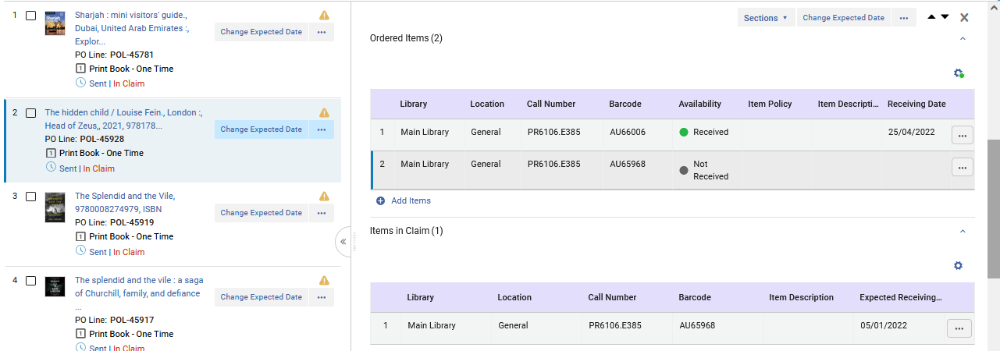 1
Sharjah : mini visitors' guide.,
Dubai, United Arab Emirates :,
Explor...
PO Line: POL-45781
1 Print Book - One Time
Sent | In Claim
Change Expected Date ...
2
The hidden child / Louise Fein., London :,
Head of Zeus,, 2021, 978178...
PO Line: POL-45928
1 Print Book - One Time
Sent | In Claim
Change Expected Date ...
3
The Splendid and the Vile,
9780008274979, ISBN
PO Line: POL-45919
1 Print Book - One Time
Sent | In Claim
Change Expected Date ...
4
The splendid and the vile : a saga
of Churchill, family, and defiance
...
PO Line: POL-45917
1 Print Book - One Time
Sent | In Claim
Change Expected Date ...
Sections Change Expected Date ...
Ordered Items (2)
Library Location Call Number Barcode Availability Item Policy Item Descripti... Receiving Date
1 Main Library General PR6106.E385 AU66006 Received 25/04/2022 ...
2 Main Library General PR6106.E385 AU65968 Not ...
Received
Add Items
Items in Claim (1)
Library Location Call Number Barcode Item Description Expected Receiving...
1 Main Library General PR6106.E385 AU65968 05/01/2022 ...